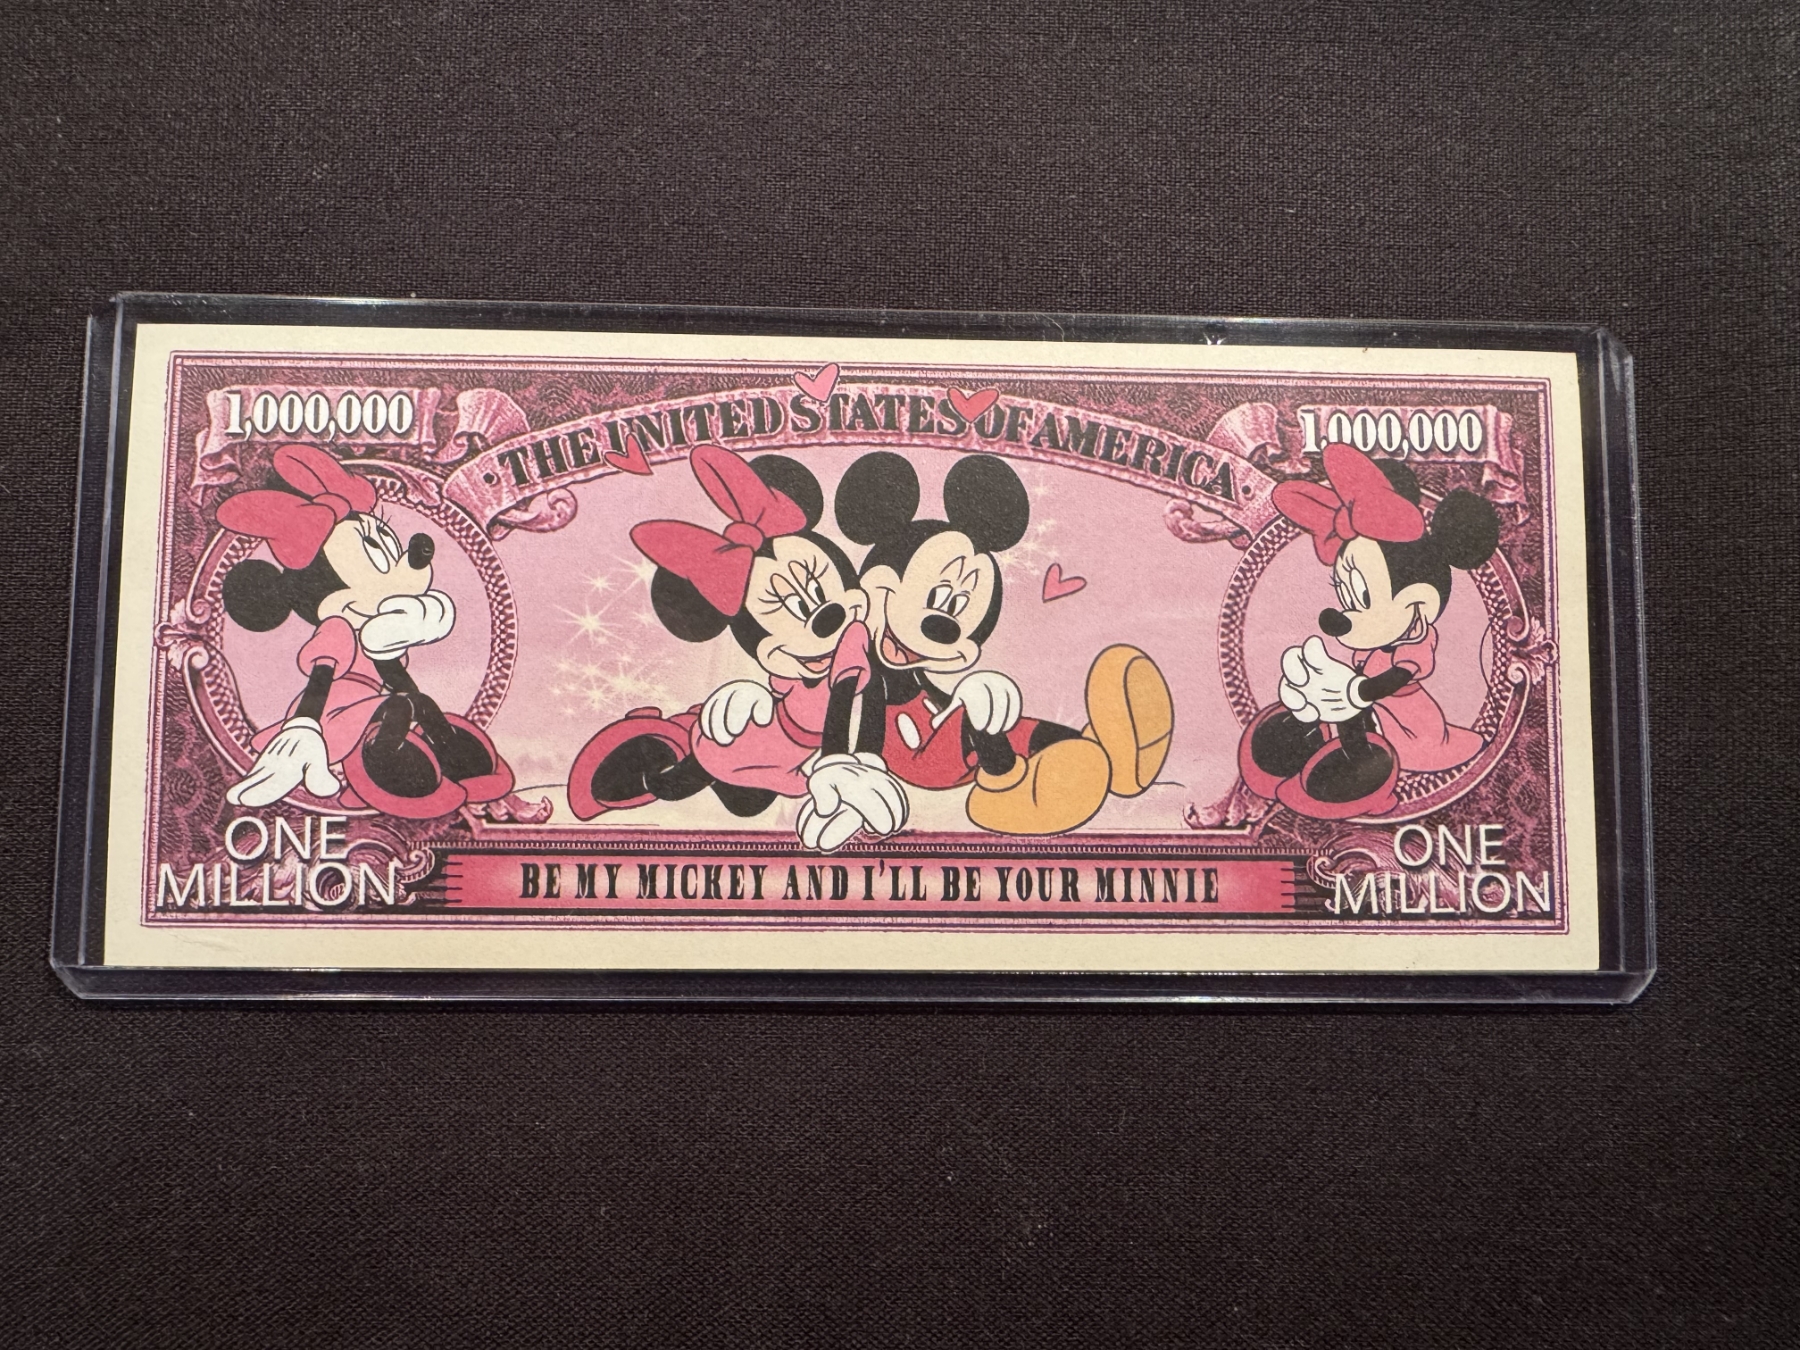 1,000,000
· THE UNITED STATES OF AMERICA ·
1,000,000
ONE
MILLION
BE MY MICKEY AND I'LL BE YOUR MINNIE
ONE
MILLION